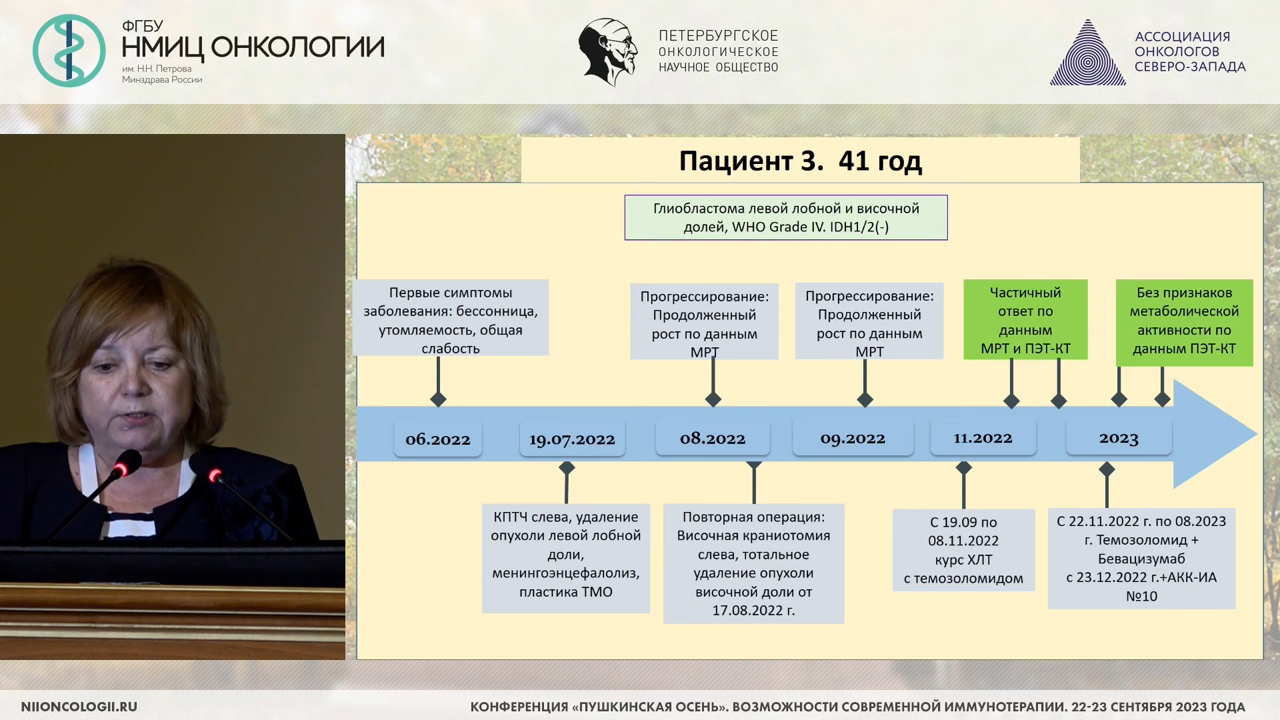 ФГБУ
НМИЦ ОНКОЛОГИИ
им. Н.Н. Петрова
Минздрава России
ПЕТЕРБУРГСКОЕ
ОНКОЛОГИЧЕСКОЕ
НАУЧНОЕ ОБЩЕСТВО
АССОЦИАЦИЯ
ОНКОЛОГОВ
СЕВЕРО-ЗАПАДА
Пациент 3. 41 год
Глиобластома левой лобной и височной
долей, WHO Grade IV. IDH1/2(-)
Первые симптомы
заболевания: бессонница,
утомляемость, общая
слабость
Прогрессирование:
Продолженный
рост по данным
МРТ
Прогрессирование:
Продолженный
рост по данным
МРТ
Частичный
ответ по
данным
МРТ и ПЭТ-КТ
Без признаков
метаболической
активности по
данным ПЭТ-КТ
06.2022
19.07.2022
08.2022
09.2022
11.2022
2023
КПТЧ слева, удаление
опухоли левой лобной
доли,
менингоэнцефалолиз,
пластика ТМО
Повторная операция:
Височная краниотомия
слева, тотальное
удаление опухоли
височной доли от
17.08.2022 г.
С 19.09 по
08.11.2022
курс ХЛТ
с темозоломидом
С 22.11.2022 г. по 08.2023
г. Темозоломид +
Бевацизумаб
с 23.12.2022 г.+АКК-ИА
№10
NIIONCOLOGII.RU
КОНФЕРЕНЦИЯ «ПУШКИНСКАЯ ОСЕНЬ». ВОЗМОЖНОСТИ СОВРЕМЕННОЙ ИММУНОТЕРАПИИ. 22-23 СЕНТЯБРЯ 2023 ГОДА